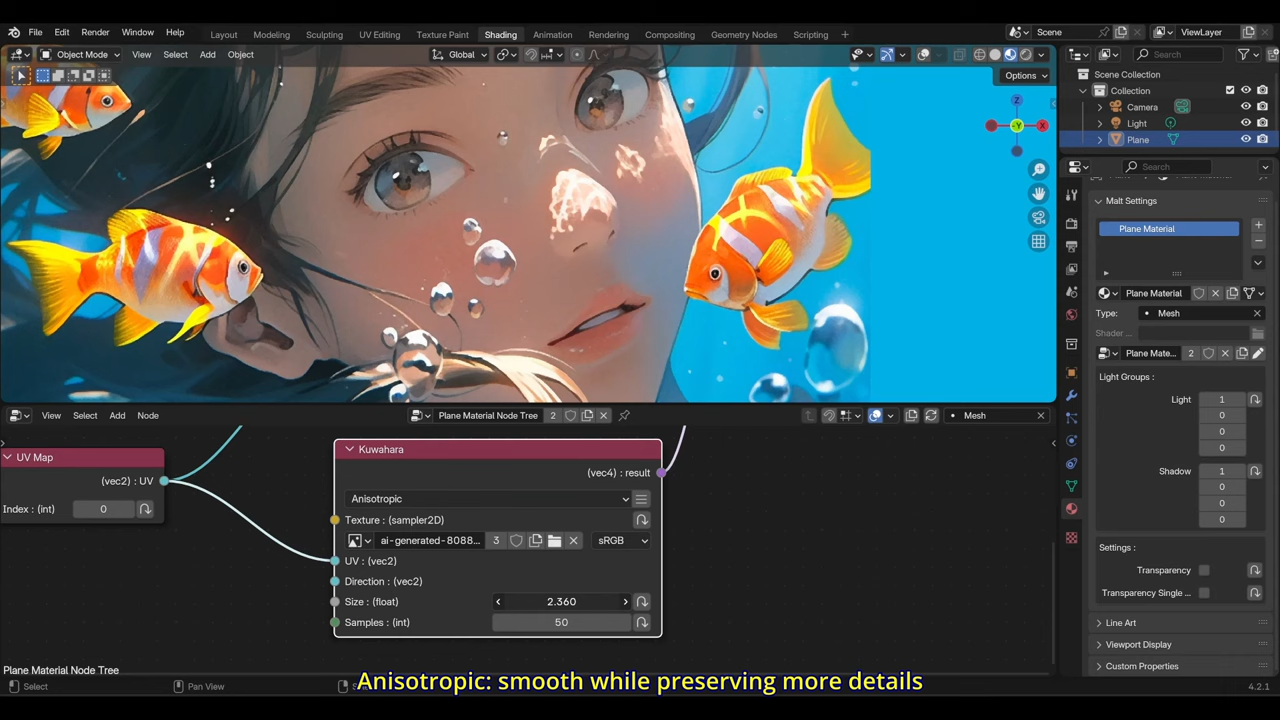 File Edit Render Window Help
Layout Modeling Sculpting UV Editing Texture Paint Shading Animation Rendering Compositing Geometry Nodes Scripting +
Scene
ViewLayer
Object Mode View Select Add Object
Global
Options
Z
-Y
X
Search
Scene Collection
Collection
Camera
Light
Plane
Search
Malt Settings
Plane Material
Plane Material
Type: Mesh
Shader ...
Plane Mate... 2
Light Groups :
Light 1
0
0
0
Shadow 1
0
0
0
Settings :
Transparency
Transparency Single ...
Line Art
Viewport Display
Custom Properties
View Select Add Node
Plane Material Node Tree 2
Mesh
UV Map
(vec2) : UV
Index : (int) 0
Kuwahara
(vec4) : result
Anisotropic
Texture : (sampler2D)
ai-generated-8088... 3 sRGB
UV : (vec2)
Direction : (vec2)
Size : (float) 2.360
Samples : (int) 50
Plane Material Node Tree
Anisotropic: smooth while preserving more details
Select
Pan View
4.2.1